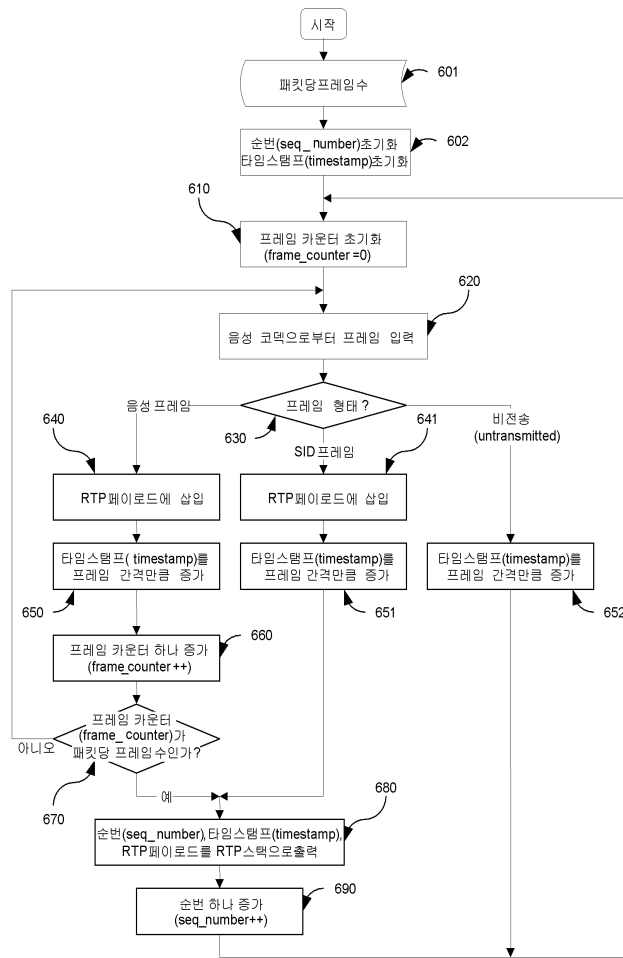 시작
패킷당프레임수
601
순번(seq_number)초기화
타임스탬프(timestamp)초기화
602
610
프레임 카운터 초기화
(frame_counter =0)
620
음성 코덱으로부터 프레임 입력
음성프레임
프레임 형태 ?
630
비전송
(untransmitted)
640
SID프레임
641
RTP페이로드에 삽입
RTP페이로드에 삽입
타임스탬프( timestamp)를
프레임 간격만큼 증가
타임스탬프(timestamp)를
프레임 간격만큼 증가
타임스탬프(timestamp)를
프레임 간격만큼 증가
650
651
652
프레임 카운터 하나 증가
(frame_counter ++)
660
프레임 카운터
(frame_counter)가
패킷당 프레임수인가?
아니오
670
예
680
순번(seq_number),타임스탬프(timestamp),
RTP페이로드를 RTP스택으로출력
690
순번 하나 증가
(seq_number++)